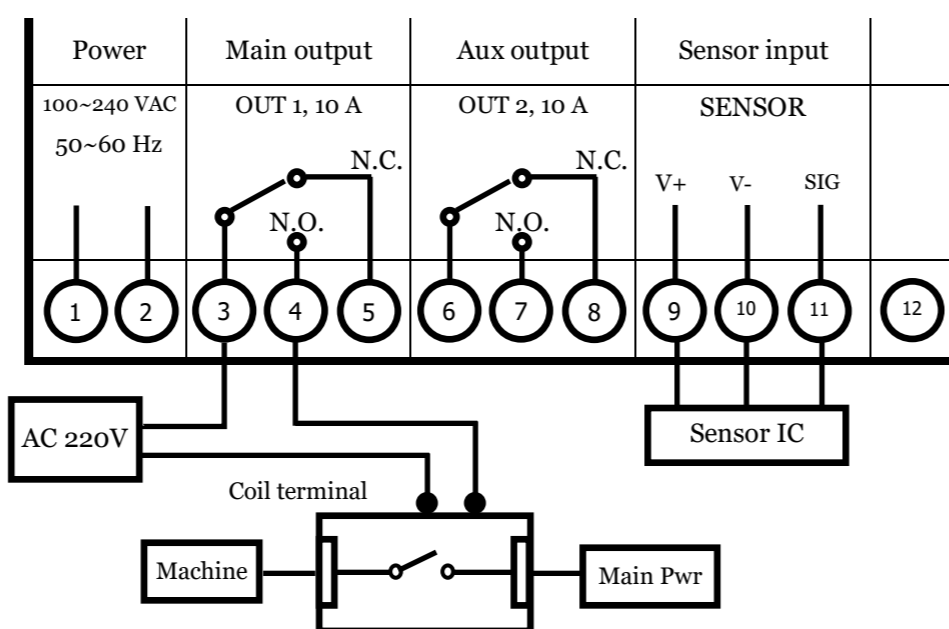 Power
Main output
Aux output
Sensor input
100~240 VAC
50~60 Hz
OUT 1, 10 A
OUT 2, 10 A
SENSOR
N.C.
N.O.
N.C.
N.O.
V+
V-
SIG
1
2
3
4
5
6
7
8
9
10
11
12
AC 220V
Sensor IC
Coil terminal
Machine
Main Pwr